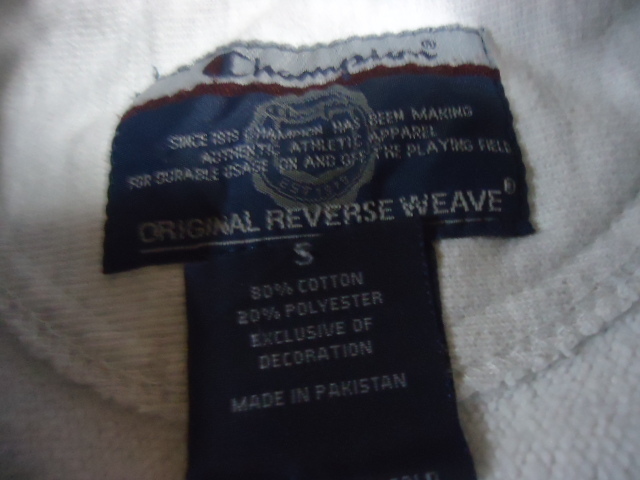 Champion®
SINCE 1919 CHAMPION HAS BEEN MAKING
AUTHENTIC ATHLETIC APPAREL
FOR DURABLE USAGE ON AND OFF THE PLAYING FIELD
ORIGINAL REVERSE WEAVE®
S
80% COTTON
20% POLYESTER
EXCLUSIVE OF
DECORATION
MADE IN PAKISTAN